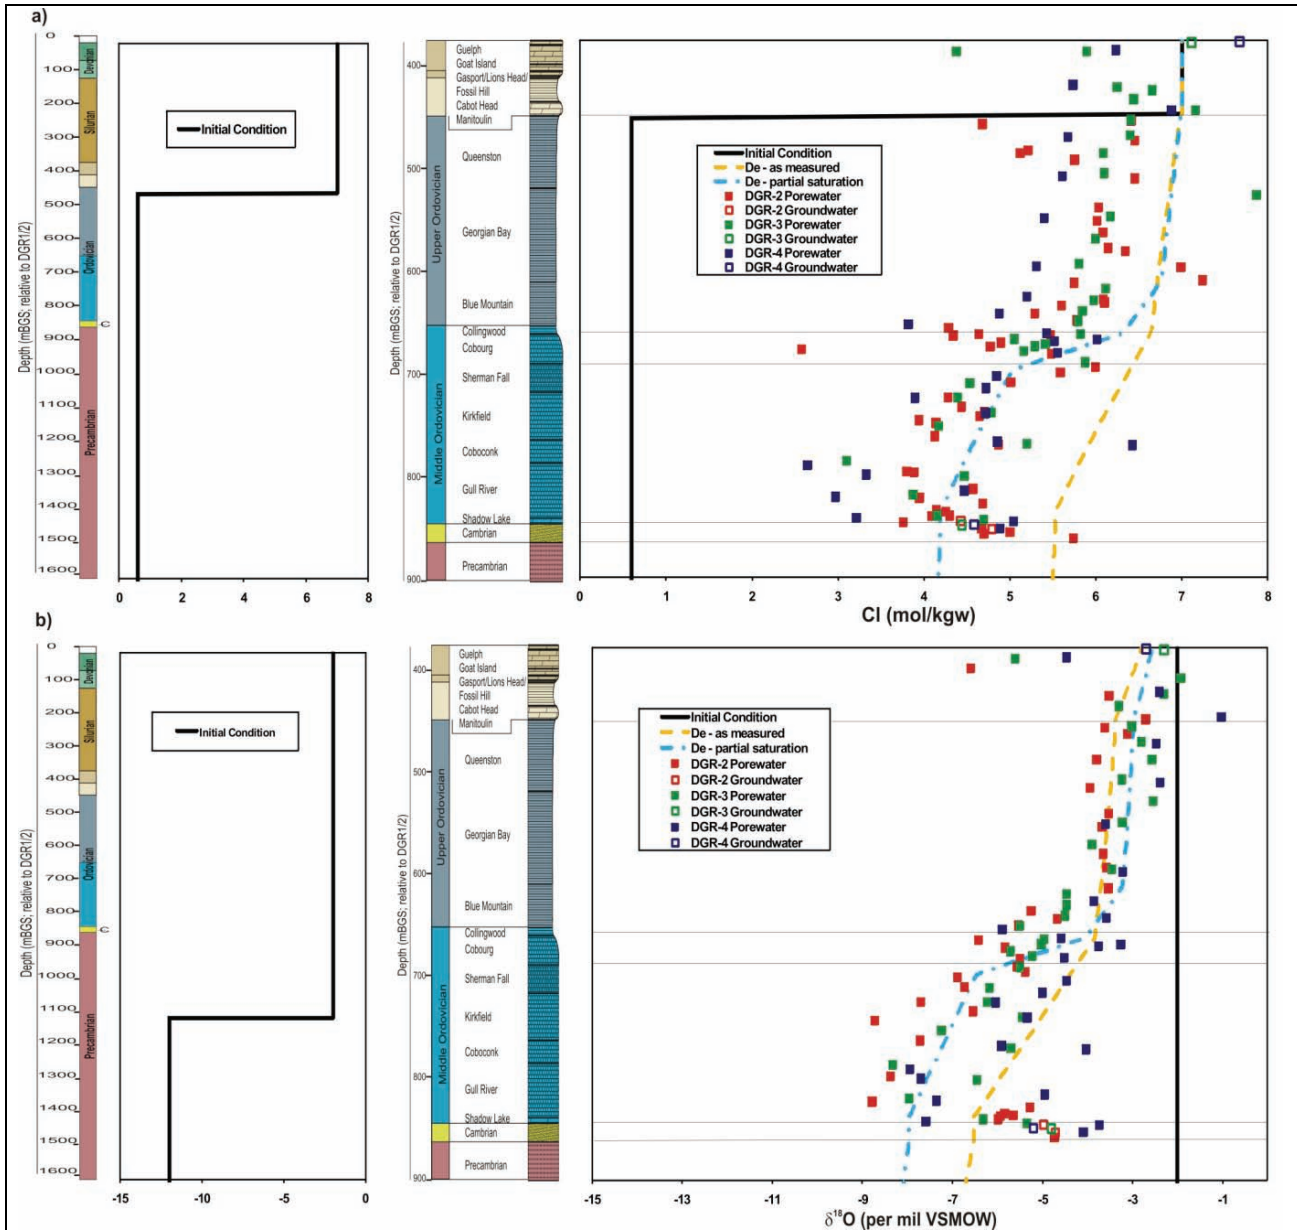 a)
Depth (mBGS; relative to DGR1/2)
0
100
200
300
400
500
600
700
800
900
1000
1100
1200
1300
1400
1500
1600
Devonian
Silurian
Ordovician
C
Precambrian
Initial Condition
0 2 4 6 8
Depth (mBGS; relative to DGR1/2)
400
500
600
700
800
900
Upper Ordovician
Middle Ordovician
Guelph
Goat Island
Gasport/Lions Head/
Fossil Hill
Cabot Head
Manitoulin
Queenston
Georgian Bay
Blue Mountain
Collingwood
Cobourg
Sherman Fall
Kirkfield
Coboconk
Gull River
Shadow Lake
Cambrian
Precambrian
Initial Condition
De - as measured
De - partial saturation
DGR-2 Porewater
DGR-2 Groundwater
DGR-3 Porewater
DGR-3 Groundwater
DGR-4 Porewater
DGR-4 Groundwater
0 1 2 3 4 5 6 7 8
Cl (mol/kgw)
b)
Depth (mBGS; relative to DGR1/2)
0
100
200
300
400
500
600
700
800
900
1000
1100
1200
1300
1400
1500
1600
Devonian
Silurian
Ordovician
C
Precambrian
Initial Condition
-15 -10 -5 0
Depth (mBGS; relative to DGR1/2)
400
500
600
700
800
900
Upper Ordovician
Middle Ordovician
Guelph
Goat Island
Gasport/Lions Head/
Fossil Hill
Cabot Head
Manitoulin
Queenston
Georgian Bay
Blue Mountain
Collingwood
Cobourg
Sherman Fall
Kirkfield
Coboconk
Gull River
Shadow Lake
Cambrian
Precambrian
Initial Condition
De - as measured
De - partial saturation
DGR-2 Porewater
DGR-2 Groundwater
DGR-3 Porewater
DGR-3 Groundwater
DGR-4 Porewater
DGR-4 Groundwater
-15 -13 -11 -9 -7 -5 -3 -1
δ¹⁸O (per mil VSMOW)